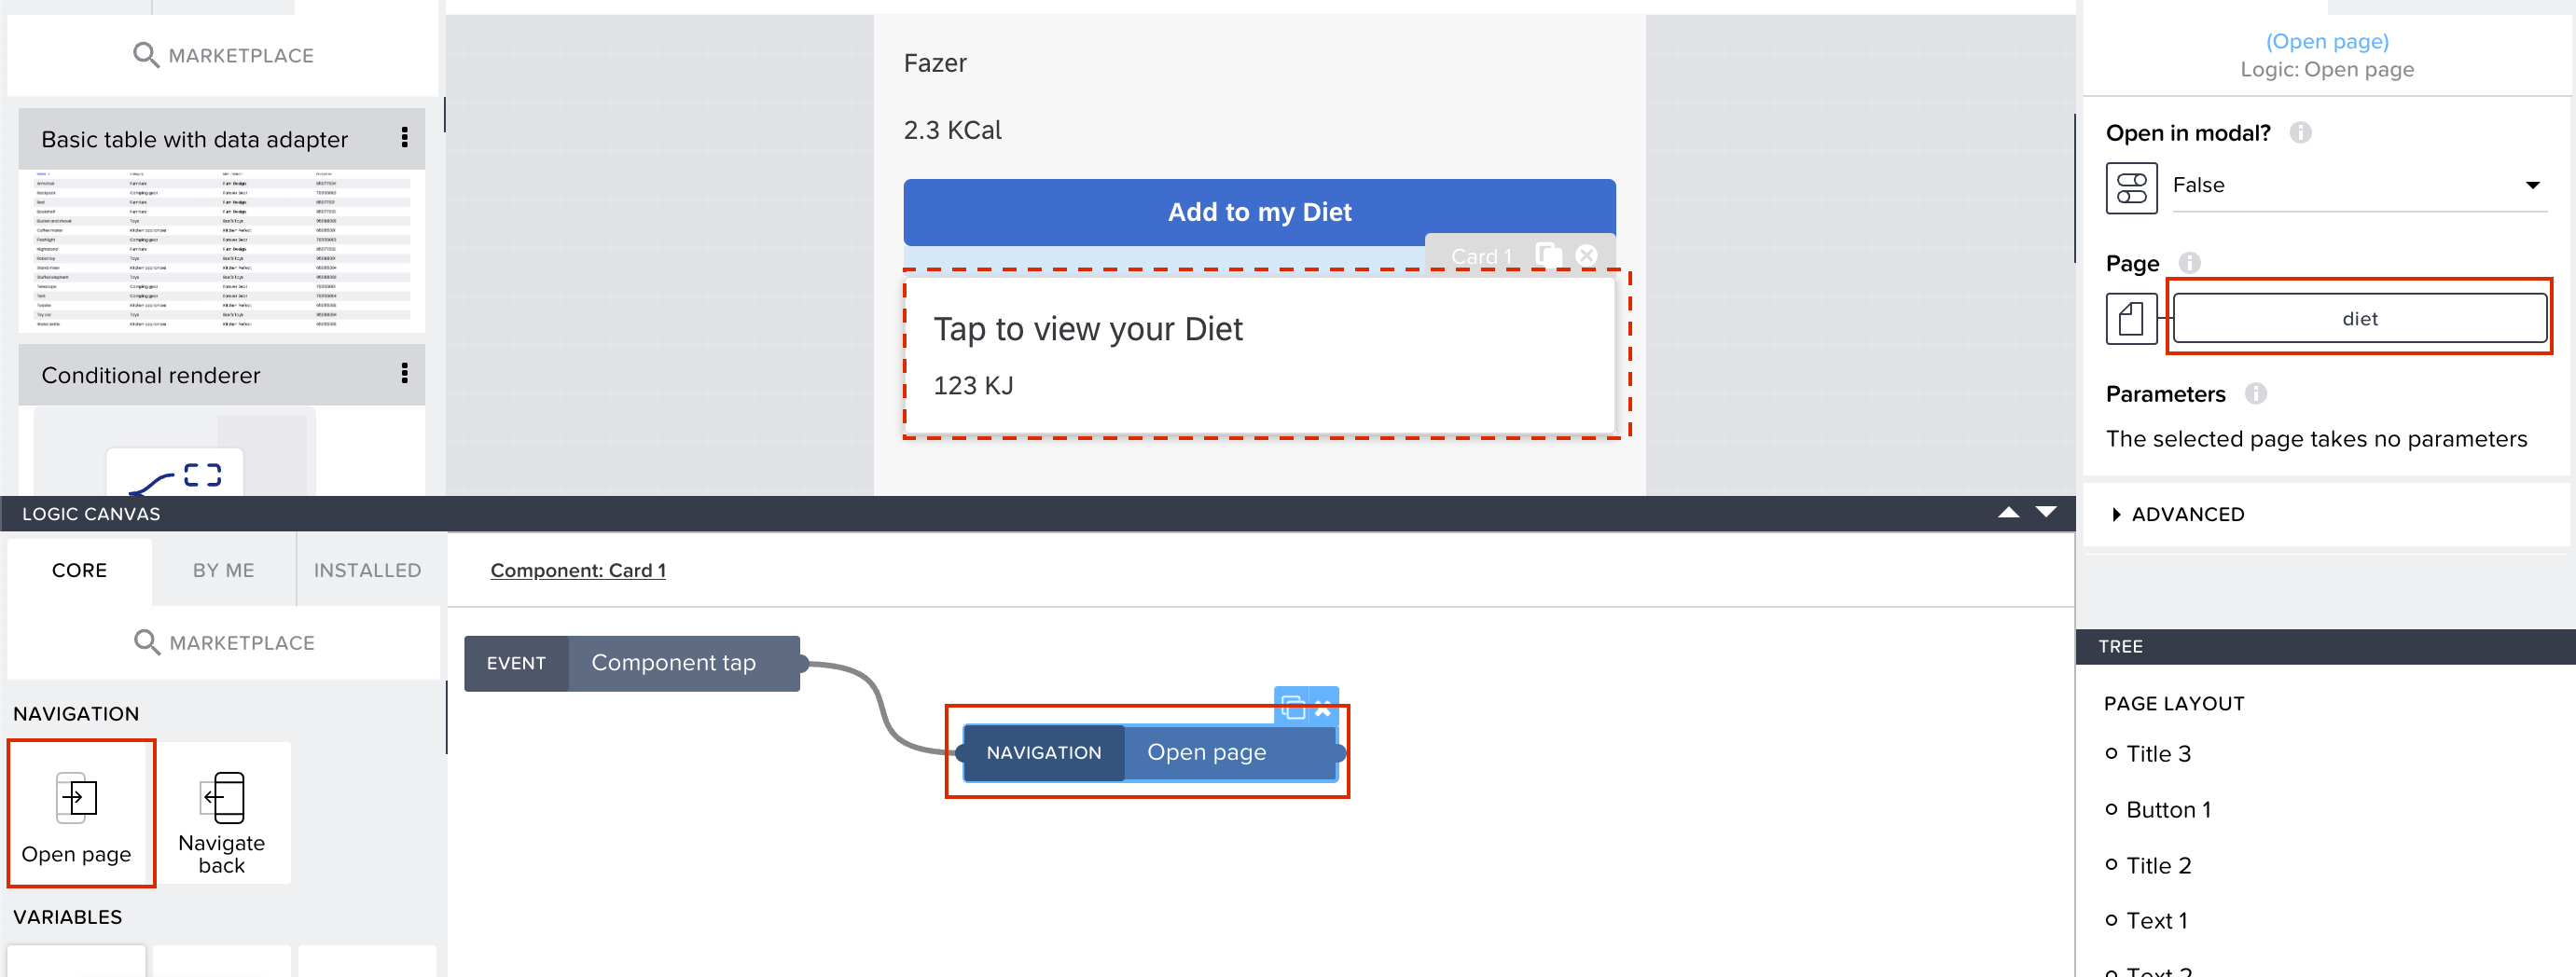 MARKETPLACE
Basic table with data adapter
Conditional renderer
Fazer
2.3 KCal
Add to my Diet
Card 1
Tap to view your Diet
123 KJ
(Open page)
Logic: Open page
Open in modal?
False
Page
diet
Parameters
The selected page takes no parameters
ADVANCED
LOGIC CANVAS
CORE
BY ME
INSTALLED
MARKETPLACE
NAVIGATION
Open page
Navigate
back
VARIABLES
Component: Card 1
EVENT
Component tap
NAVIGATION
Open page
TREE
PAGE LAYOUT
Title 3
Button 1
Title 2
Text 1
Text 2